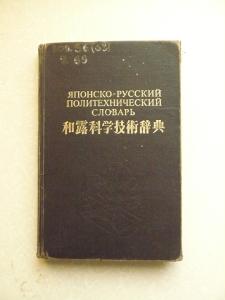 ЯПОНСКО-РУССКИЙ
ПОЛИТЕХНИЧЕСКИЙ
СЛОВАРЬ
和露科学技術辞典